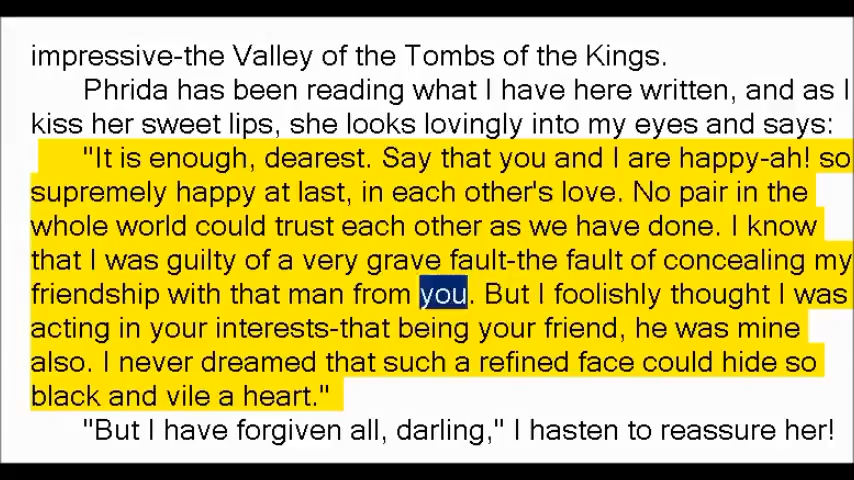 impressive-the Valley of the Tombs of the Kings.
Phrida has been reading what I have here written, and as I
kiss her sweet lips, she looks lovingly into my eyes and says:
"It is enough, dearest. Say that you and I are happy-ah! so
supremely happy at last, in each other's love. No pair in the
whole world could trust each other as we have done. I know
that I was guilty of a very grave fault-the fault of concealing my
friendship with that man from you. But I foolishly thought I was
acting in your interests-that being your friend, he was mine
also. I never dreamed that such a refined face could hide so
black and vile a heart."
"But I have forgiven all, darling," I hasten to reassure her!